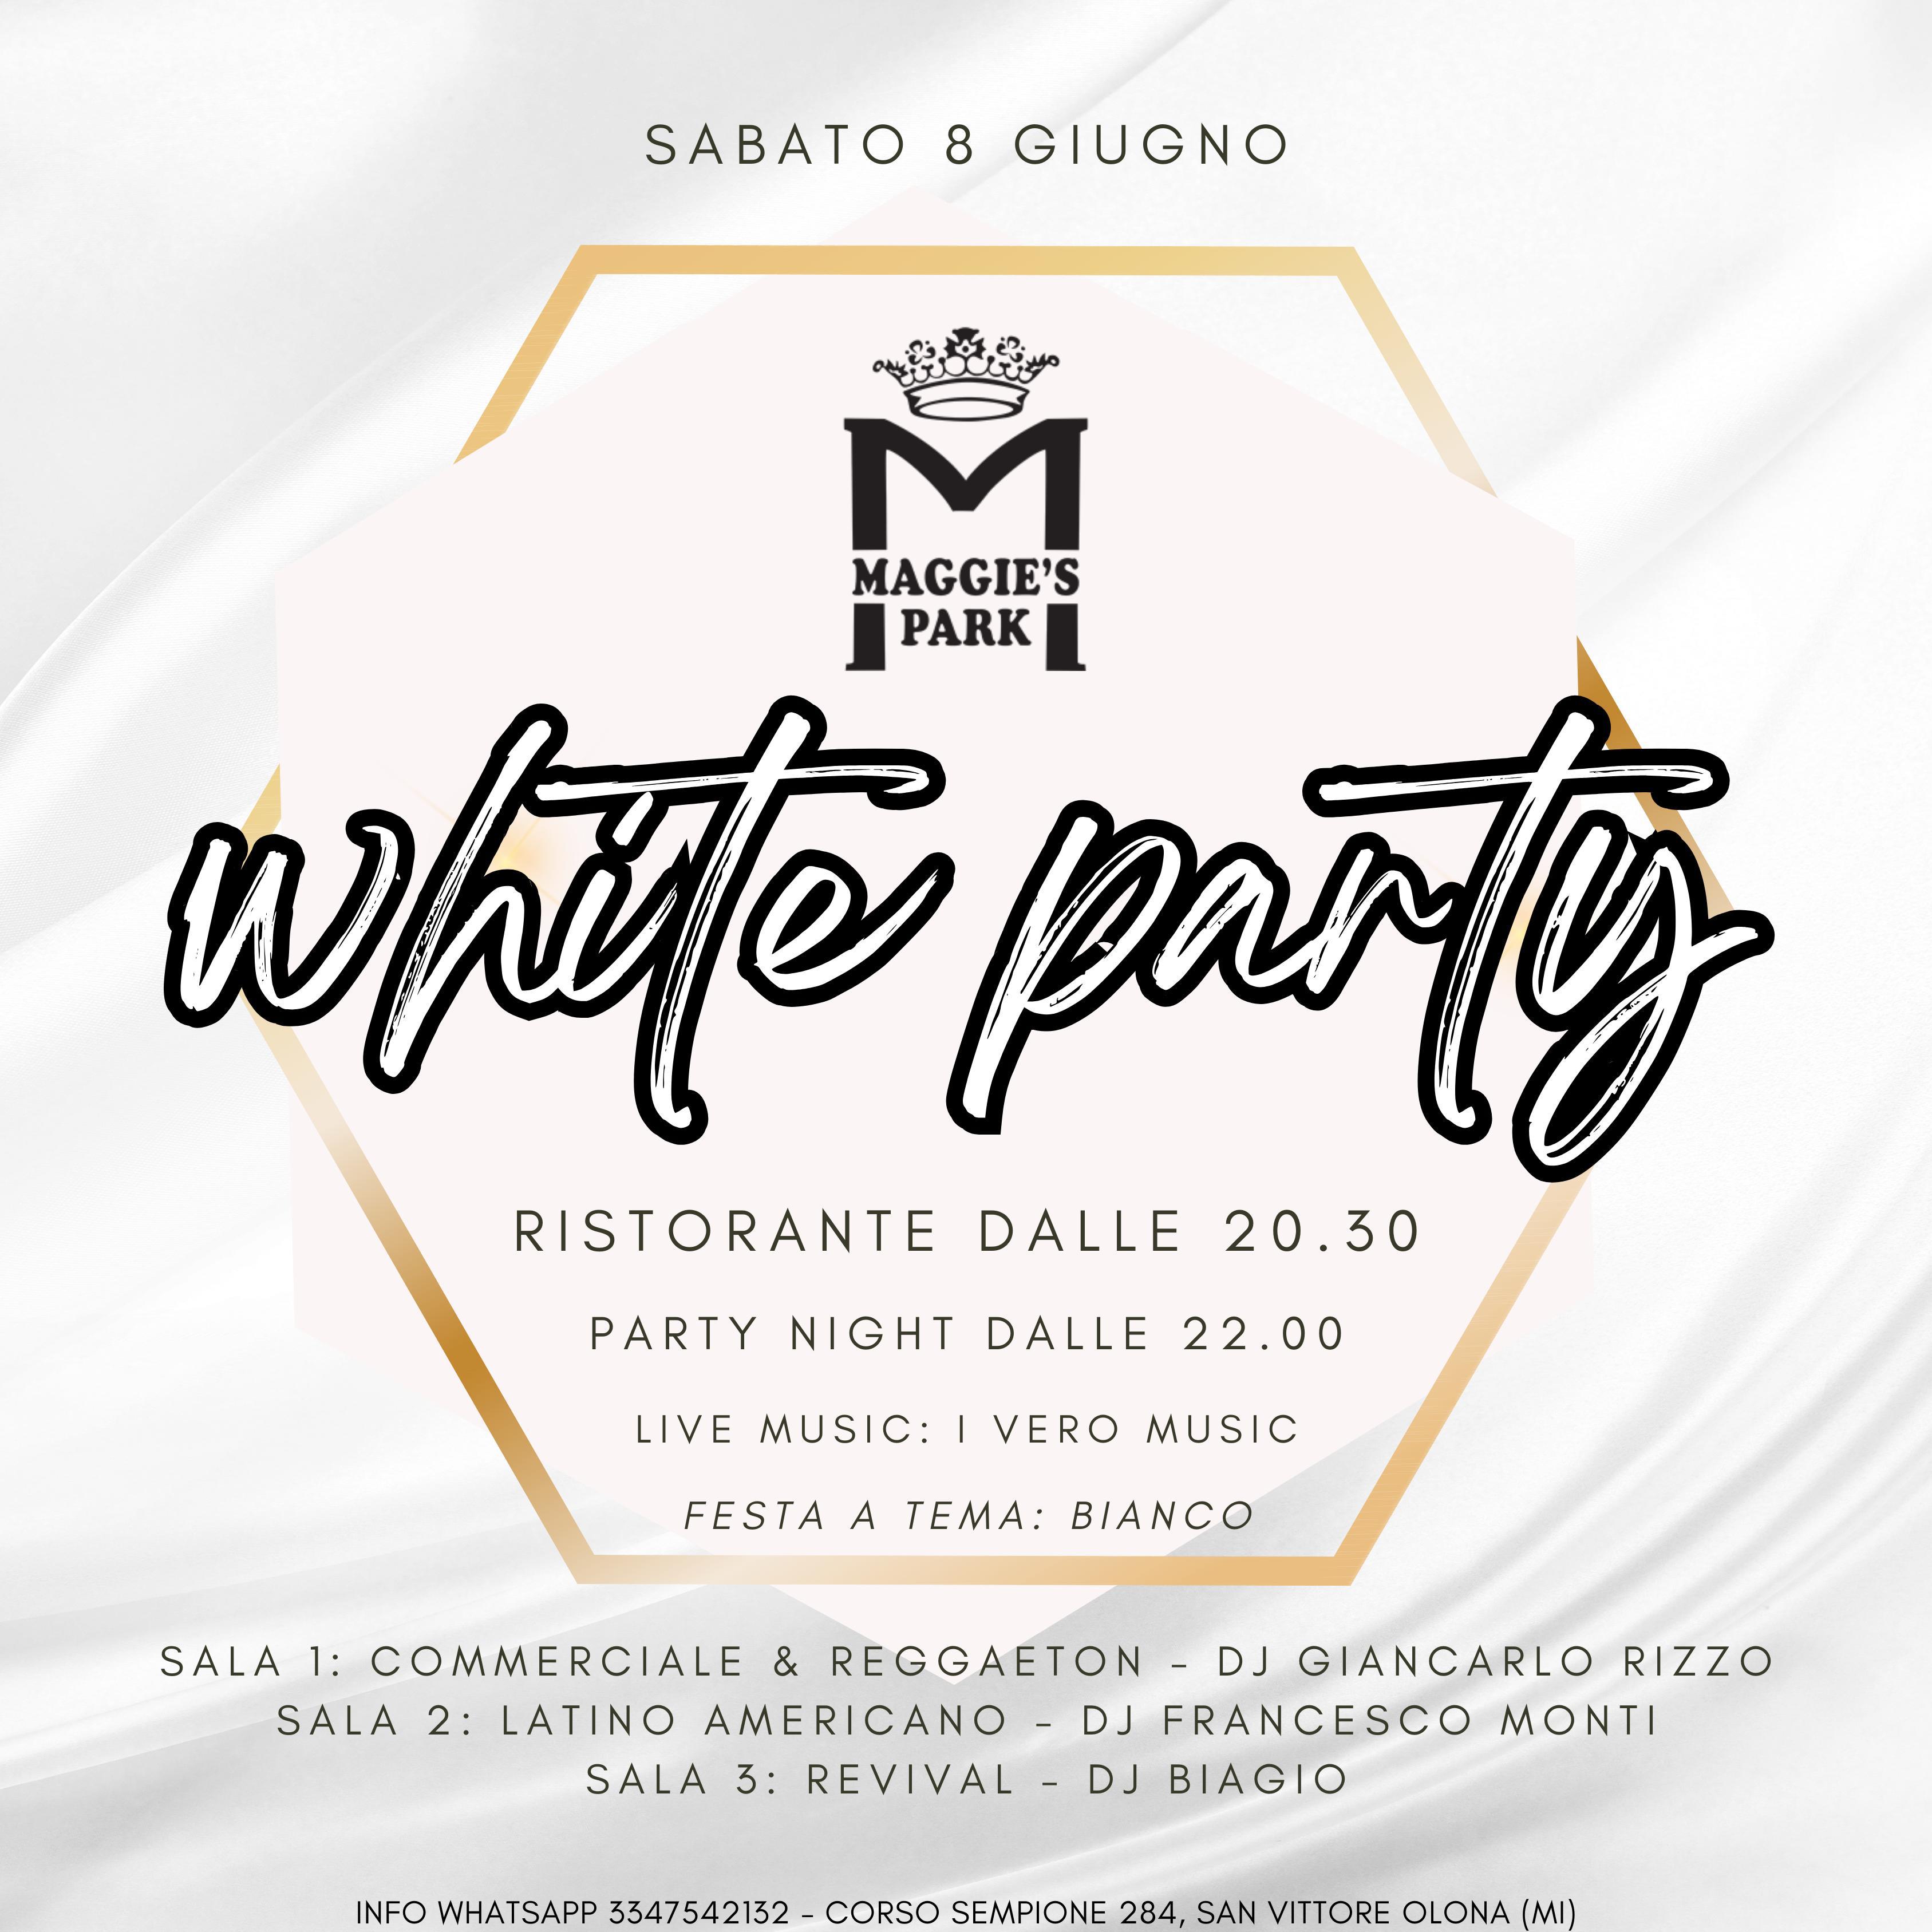 SABATO 8 GIUGNO
M
MAGGIE'S
PARK
white party
RISTORANTE DALLE 20.30
PARTY NIGHT DALLE 22.00
LIVE MUSIC: I VERO MUSIC
FESTA A TEMA: BIANCO
SALA 1: COMMERCIALE & REGGAETON - DJ GIANCARLO RIZZO
SALA 2: LATINO AMERICANO - DJ FRANCESCO MONTI
SALA 3: REVIVAL - DJ BIAGIO
INFO WHATSAPP 3347542132 - CORSO SEMPIONE 284, SAN VITTORE OLONA (MI)